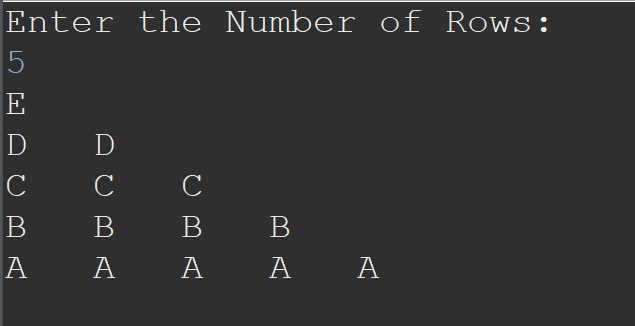 Enter the Number of Rows:
5
E
D   D
C   C   C
B   B   B   B
A   A   A   A   A